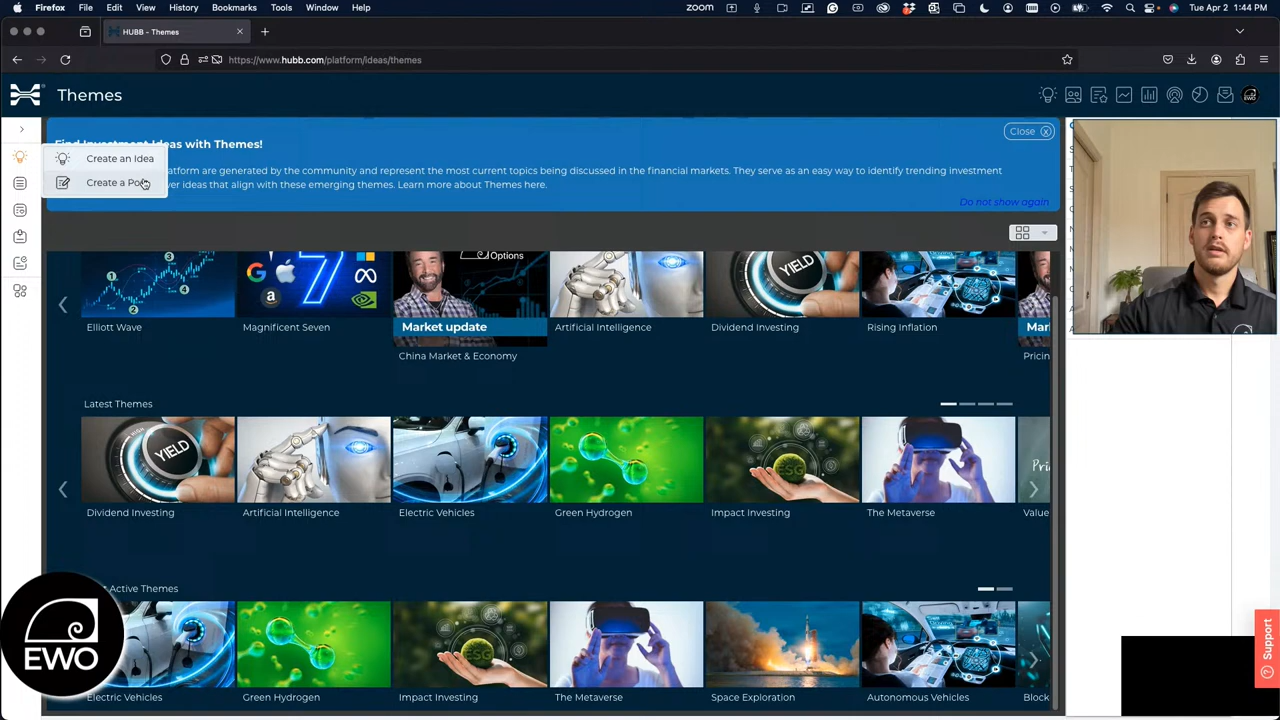 Firefox File Edit View History Bookmarks Tools Window Help zoom Tue Apr 2 1:44 PM
HUBB - Themes
https://www.hubb.com/platform/ideas/themes
Themes
EWO
Close
Ideas with Themes!
Create an Idea
Create a
platform are generated by the community and represent the most current topics being discussed in the financial markets. They serve as an easy way to identify trending investment
ideas that align with these emerging themes. Learn more about Themes here.
Do not show again
Options
YIELD
Market update
Elliott Wave
Magnificent Seven
China Market & Economy
Artificial Intelligence
Dividend Investing
Rising Inflation
Latest Themes
YIELD
ESG
Dividend Investing
Artificial Intelligence
Electric Vehicles
Green Hydrogen
Impact Investing
The Metaverse
Value
Active Themes
ESG
Electric Vehicles
Green Hydrogen
Impact Investing
The Metaverse
Space Exploration
Autonomous Vehicles
Block
EWO
Support